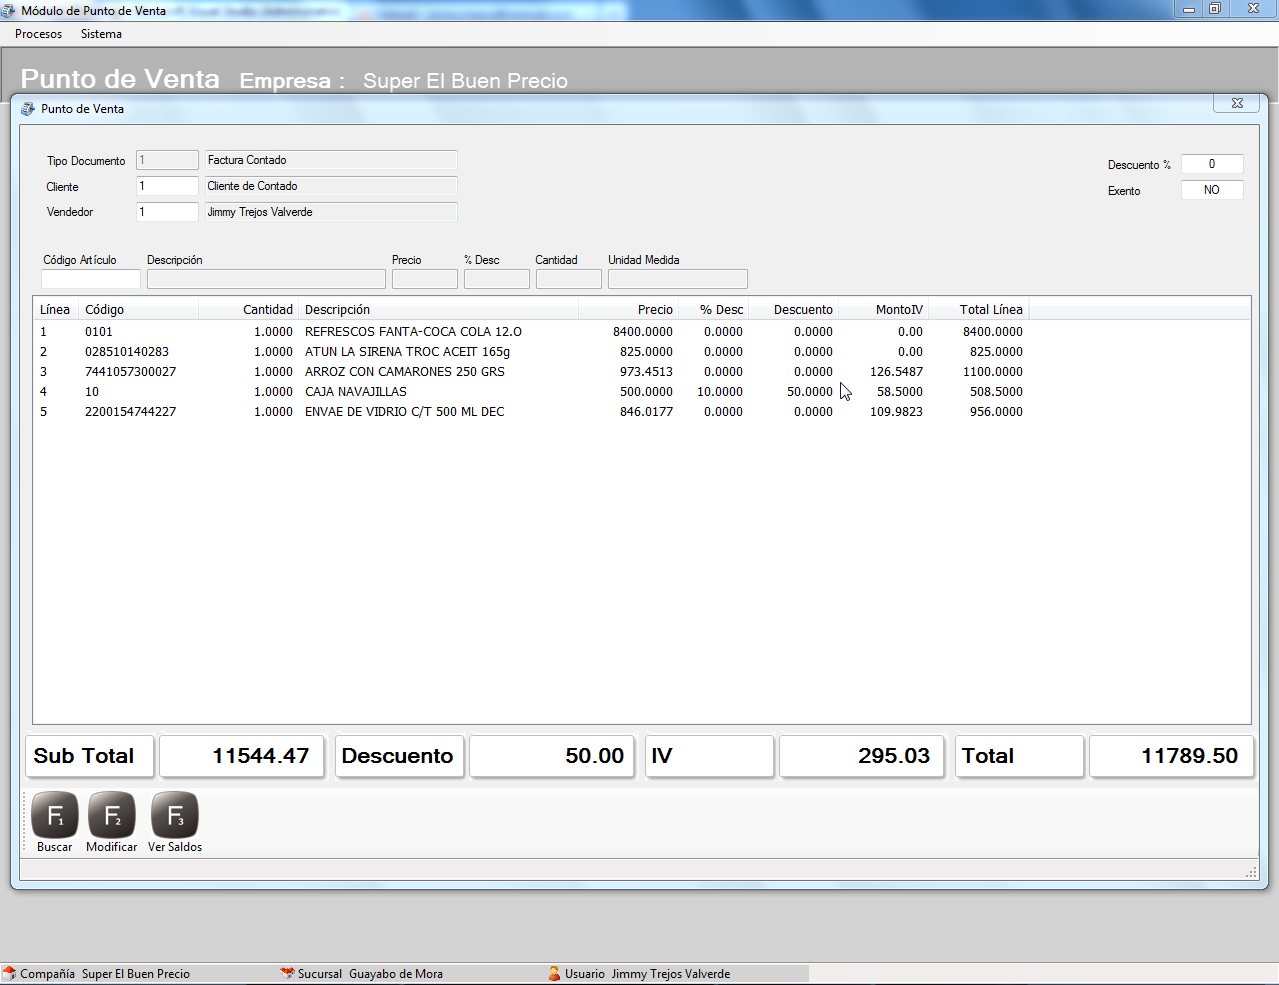 Módulo de Punto de Venta
Procesos Sistema
Punto de Venta Empresa : Super El Buen Precio
Punto de Venta
Tipo Documento 1 Factura Contado Descuento % 0
Cliente 1 Cliente de Contado Exento NO
Vendedor 1 Jimmy Trejos Valverde
Código Artículo Descripción Precio % Desc Cantidad Unidad Medida
Línea Código Cantidad Descripción Precio % Desc Descuento MontoIV Total Línea
1 0101 1.0000 REFRESCOS FANTA-COCA COLA 12.O 8400.0000 0.0000 0.0000 0.00 8400.0000
2 028510140283 1.0000 ATUN LA SIRENA TROC ACEIT 165g 825.0000 0.0000 0.0000 0.00 825.0000
3 7441057300027 1.0000 ARROZ CON CAMARONES 250 GRS 973.4513 0.0000 0.0000 126.5487 1100.0000
4 10 1.0000 CAJA NAVAJILLAS 500.0000 10.0000 50.0000 58.5000 508.5000
5 2200154744227 1.0000 ENVAE DE VIDRIO C/T 500 ML DEC 846.0177 0.0000 0.0000 109.9823 956.0000
Sub Total 11544.47 Descuento 50.00 IV 295.03 Total 11789.50
F1 F2 F3
Buscar Modificar Ver Saldos
Compañía Super El Buen Precio Sucursal Guayabo de Mora Usuario Jimmy Trejos Valverde